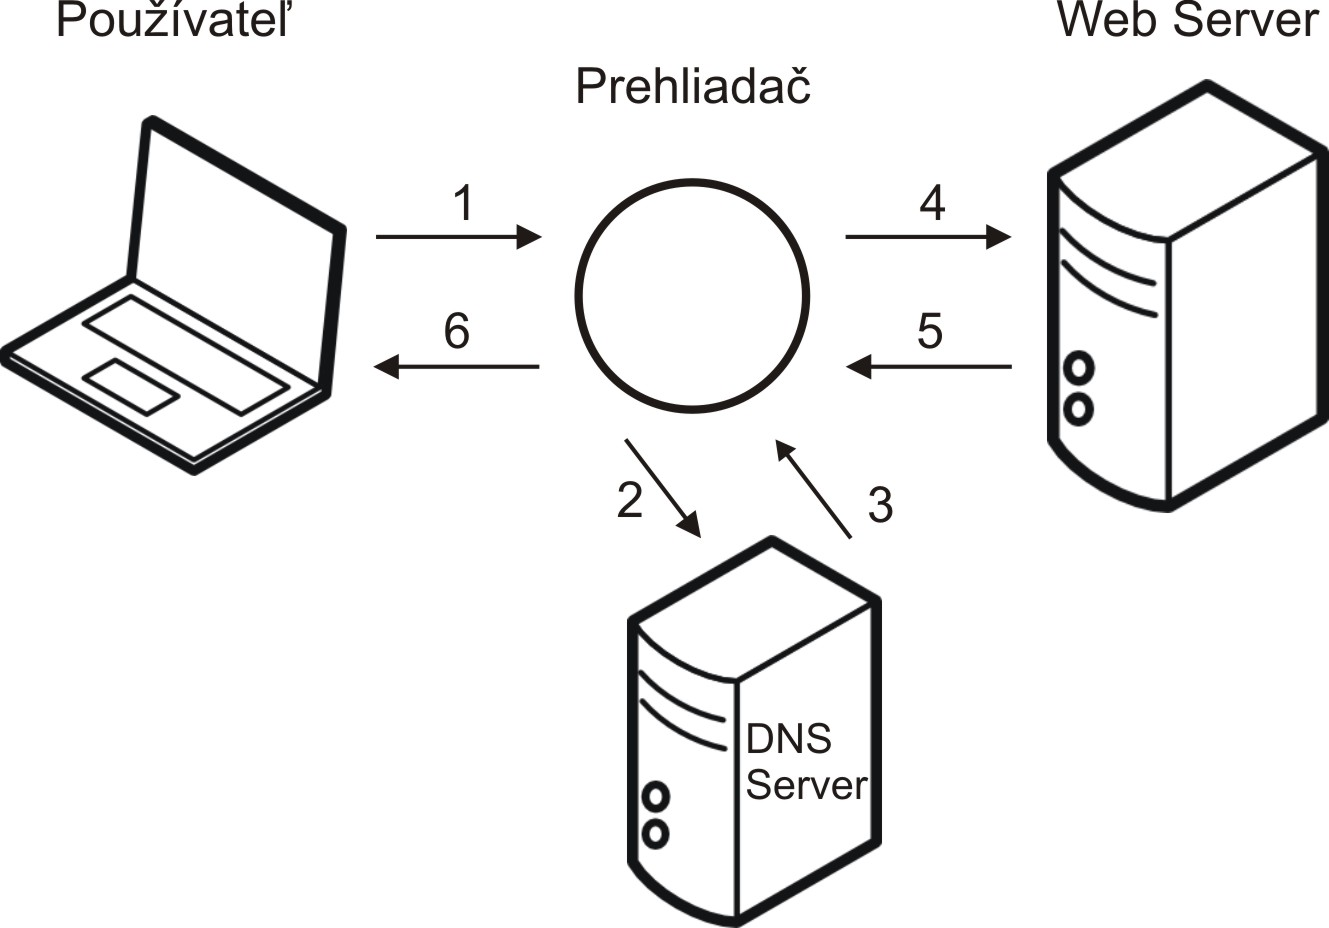 Používateľ
Web Server
Prehliadač
1
4
6
5
2
3
DNS
Server